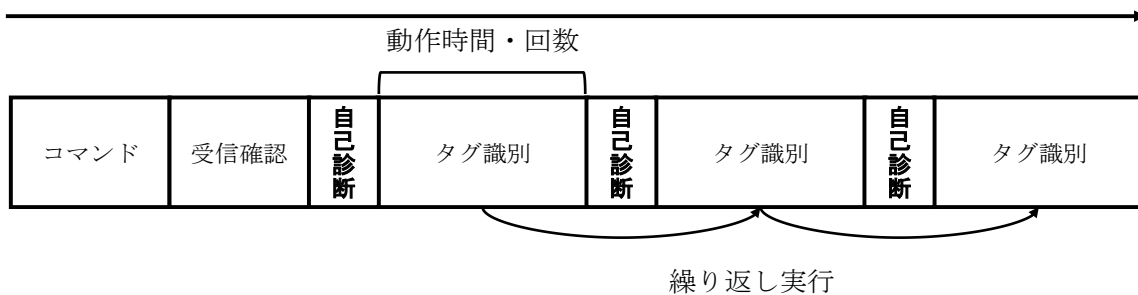 動作時間・回数
コマンド
受信確認
自己診断
タグ識別
自己診断
タグ識別
自己診断
タグ識別
繰り返し実行